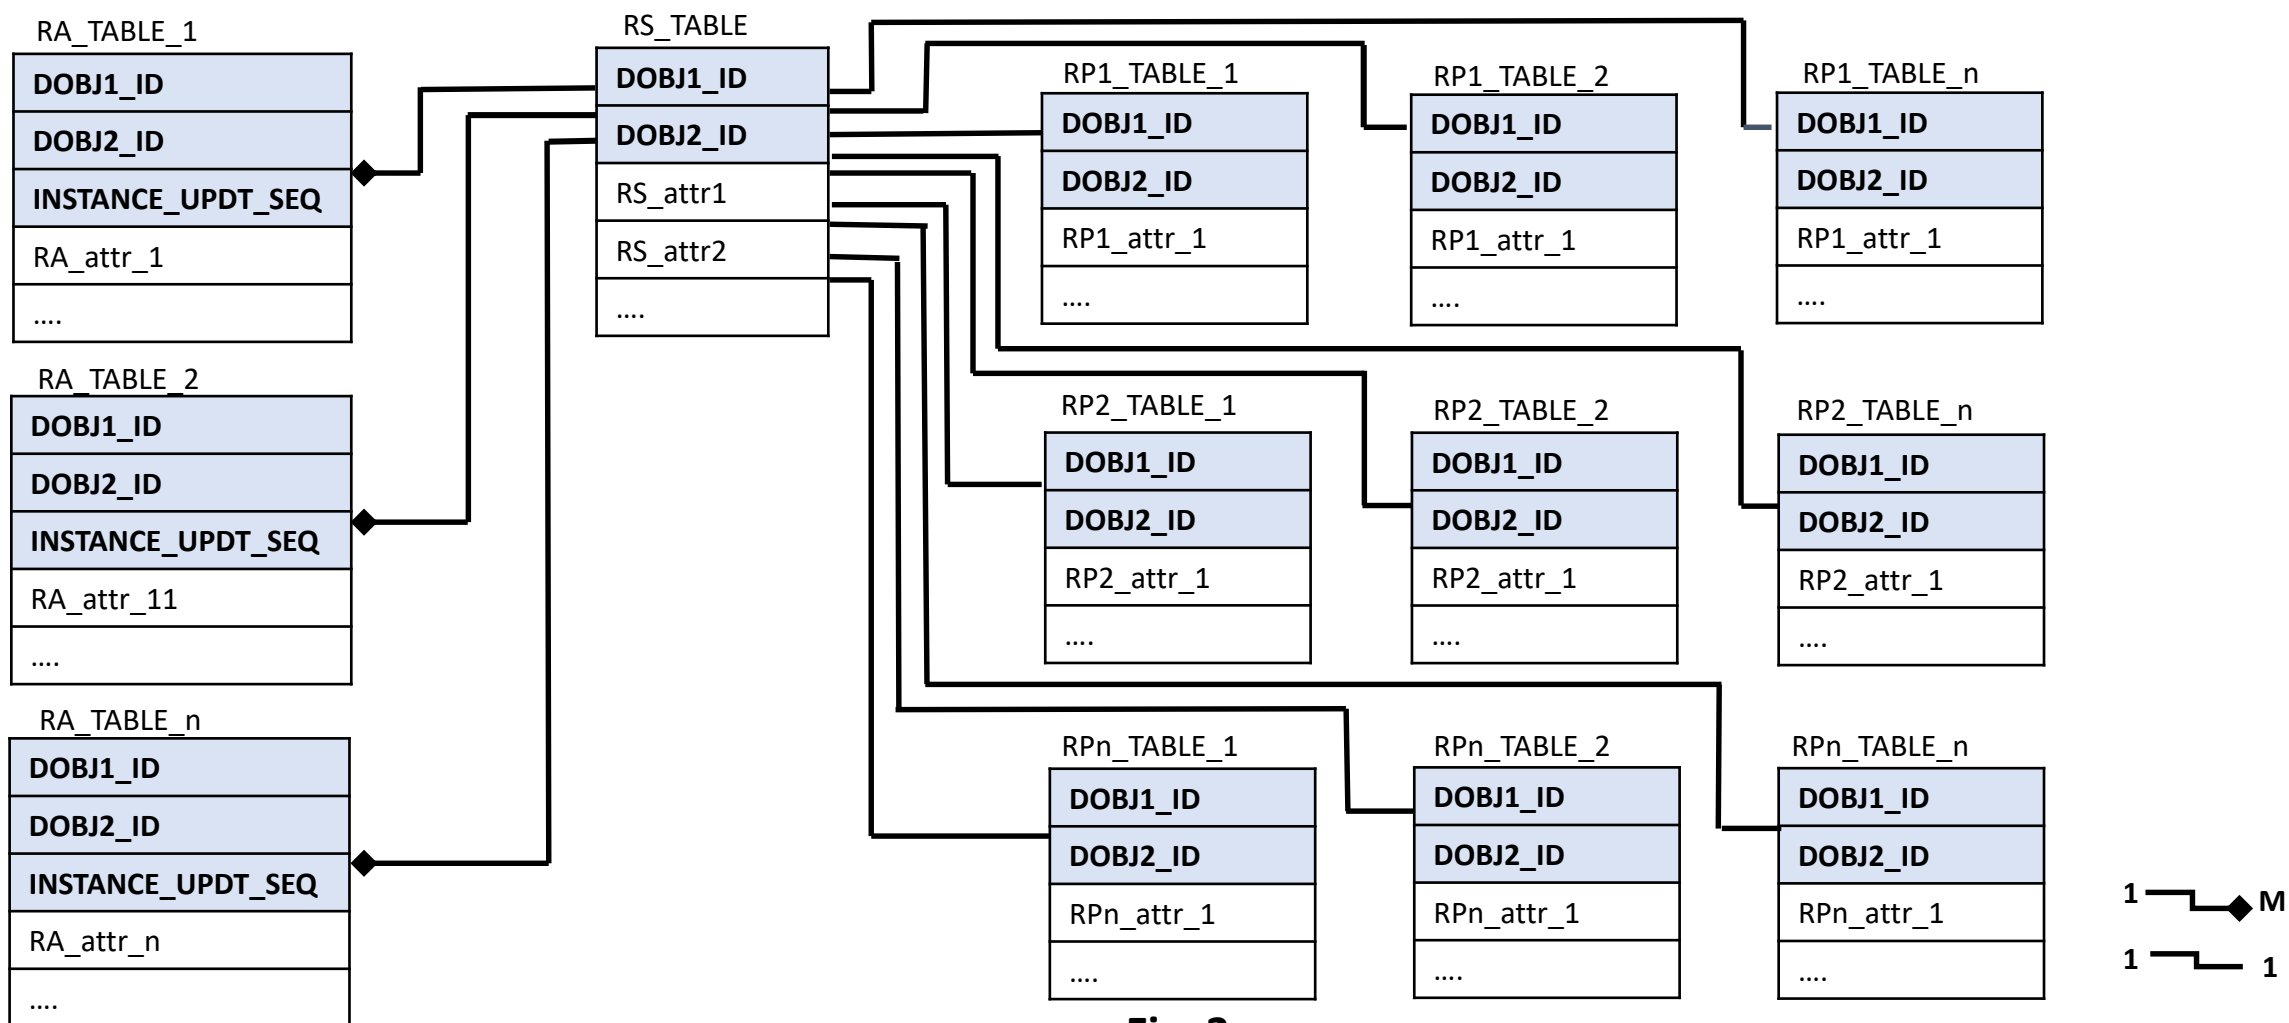 RA_TABLE_1
DOBJ1_ID
DOBJ2_ID
INSTANCE_UPDT_SEQ
RA_attr_1
....
RA_TABLE_2
DOBJ1_ID
DOBJ2_ID
INSTANCE_UPDT_SEQ
RA_attr_11
....
RA_TABLE_n
DOBJ1_ID
DOBJ2_ID
INSTANCE_UPDT_SEQ
RA_attr_n
....
RS_TABLE
DOBJ1_ID
DOBJ2_ID
RS_attr1
RS_attr2
....
RP1_TABLE_1
DOBJ1_ID
DOBJ2_ID
RP1_attr_1
....
RP1_TABLE_2
DOBJ1_ID
DOBJ2_ID
RP1_attr_1
....
RP1_TABLE_n
DOBJ1_ID
DOBJ2_ID
RP1_attr_1
....
RP2_TABLE_1
DOBJ1_ID
DOBJ2_ID
RP2_attr_1
....
RP2_TABLE_2
DOBJ1_ID
DOBJ2_ID
RP2_attr_1
....
RP2_TABLE_n
DOBJ1_ID
DOBJ2_ID
RP2_attr_1
....
RPn_TABLE_1
DOBJ1_ID
DOBJ2_ID
RPn_attr_1
....
RPn_TABLE_2
DOBJ1_ID
DOBJ2_ID
RPn_attr_1
....
RPn_TABLE_n
DOBJ1_ID
DOBJ2_ID
RPn_attr_1
....
1 M
1 1